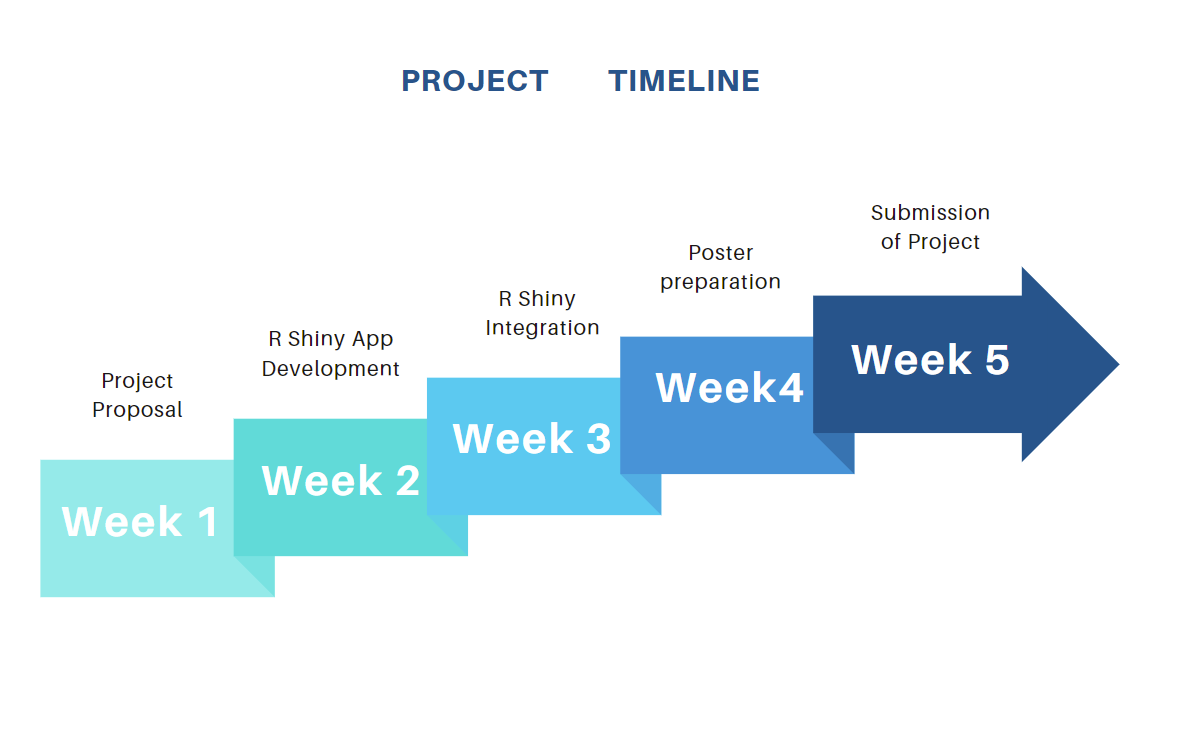 PROJECT TIMELINE
Project
Proposal
Week 1
R Shiny App
Development
Week 2
R Shiny
Integration
Week 3
Poster
preparation
Week4
Submission
of Project
Week 5